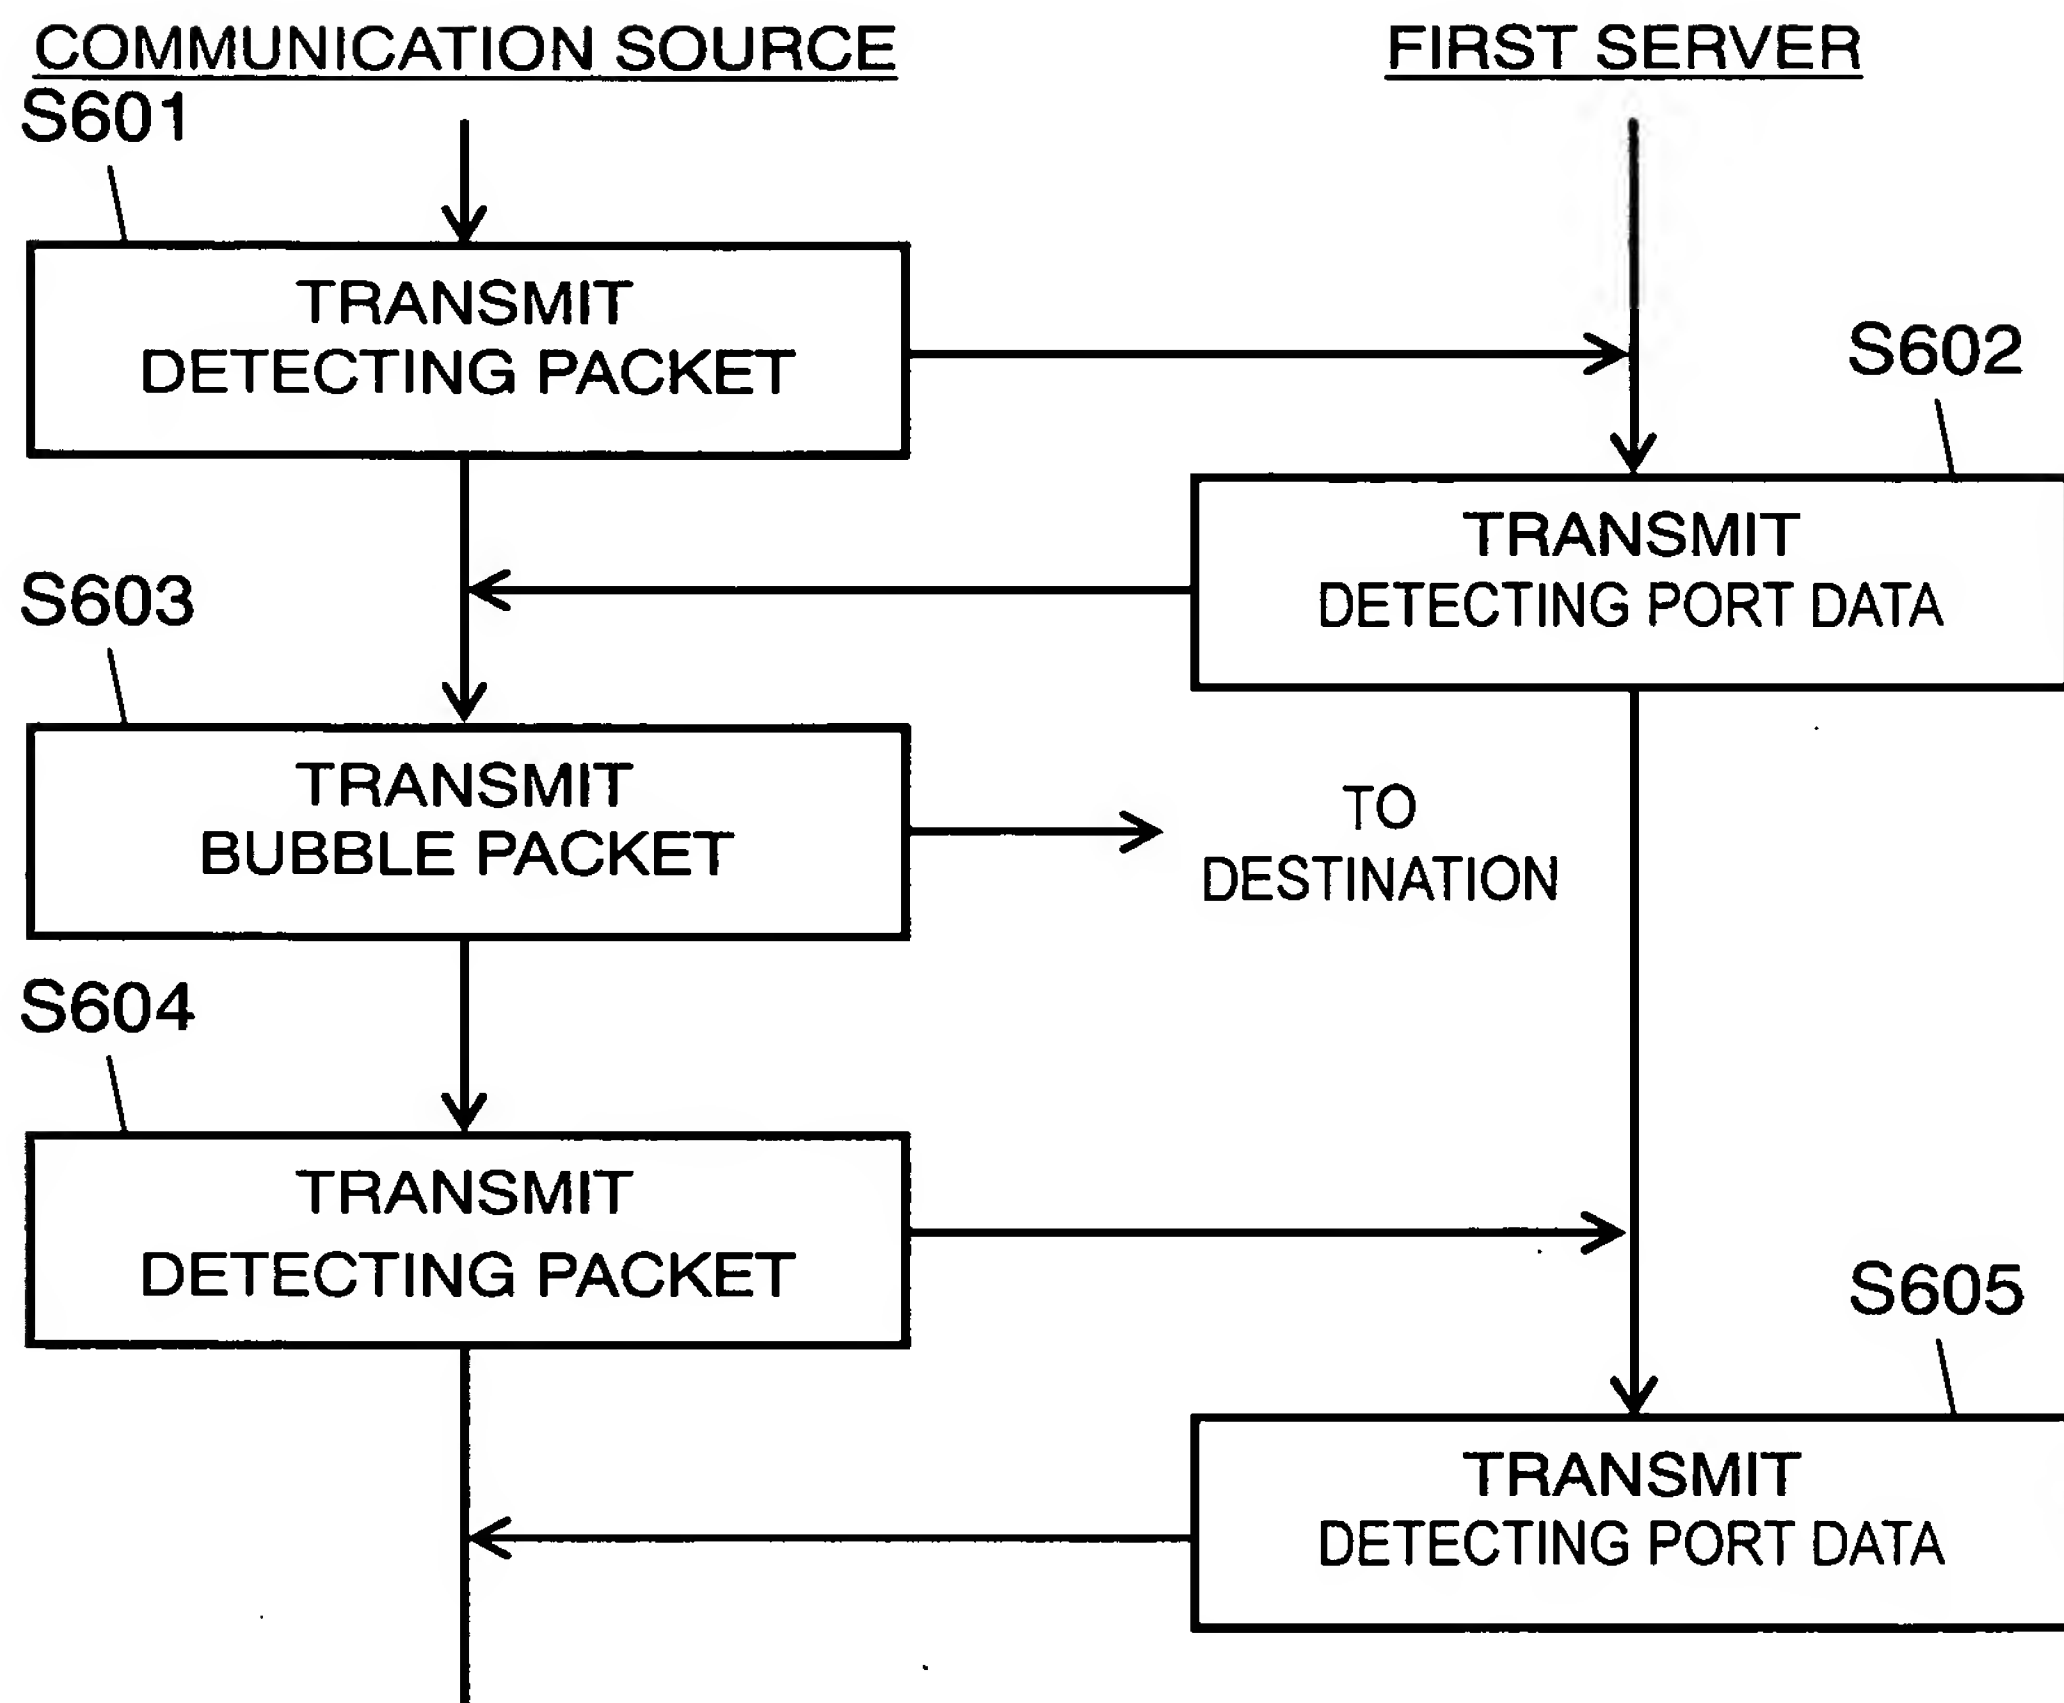 COMMUNICATION SOURCE
FIRST SERVER
S601
TRANSMIT
DETECTING PACKET
S602
TRANSMIT
DETECTING PORT DATA
S603
TRANSMIT
BUBBLE PACKET
TO
DESTINATION
S604
TRANSMIT
DETECTING PACKET
S605
TRANSMIT
DETECTING PORT DATA